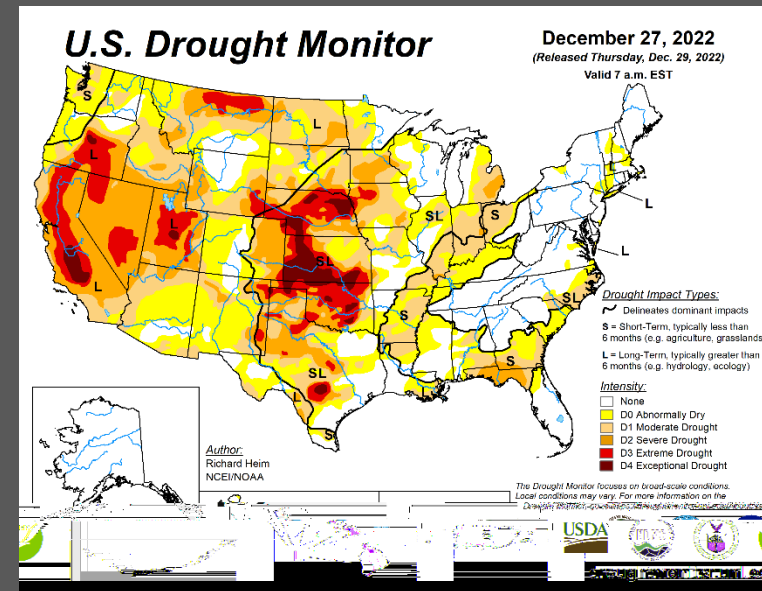 U.S. Drought Monitor
December 27, 2022
(Released Thursday, Dec. 29, 2022)
Valid 7 a.m. EST
S
L
L
L
L
L
SL
S
L
L
L
SL
SL
S
S
SL
L
L
S
Drought Impact Types:
Delineates dominant impacts
S = Short-Term, typically less than
6 months (e.g. agriculture, grasslands
L = Long-Term, typically greater than
6 months (e.g. hydrology, ecology)
Intensity:
None
D0 Abnormally Dry
D1 Moderate Drought
D2 Severe Drought
D3 Extreme Drought
D4 Exceptional Drought
Author:
Richard Heim
NCEI/NOAA
The Drought Monitor focuses on broad-scale conditions.
Local conditions may vary. For more information on the
USDA